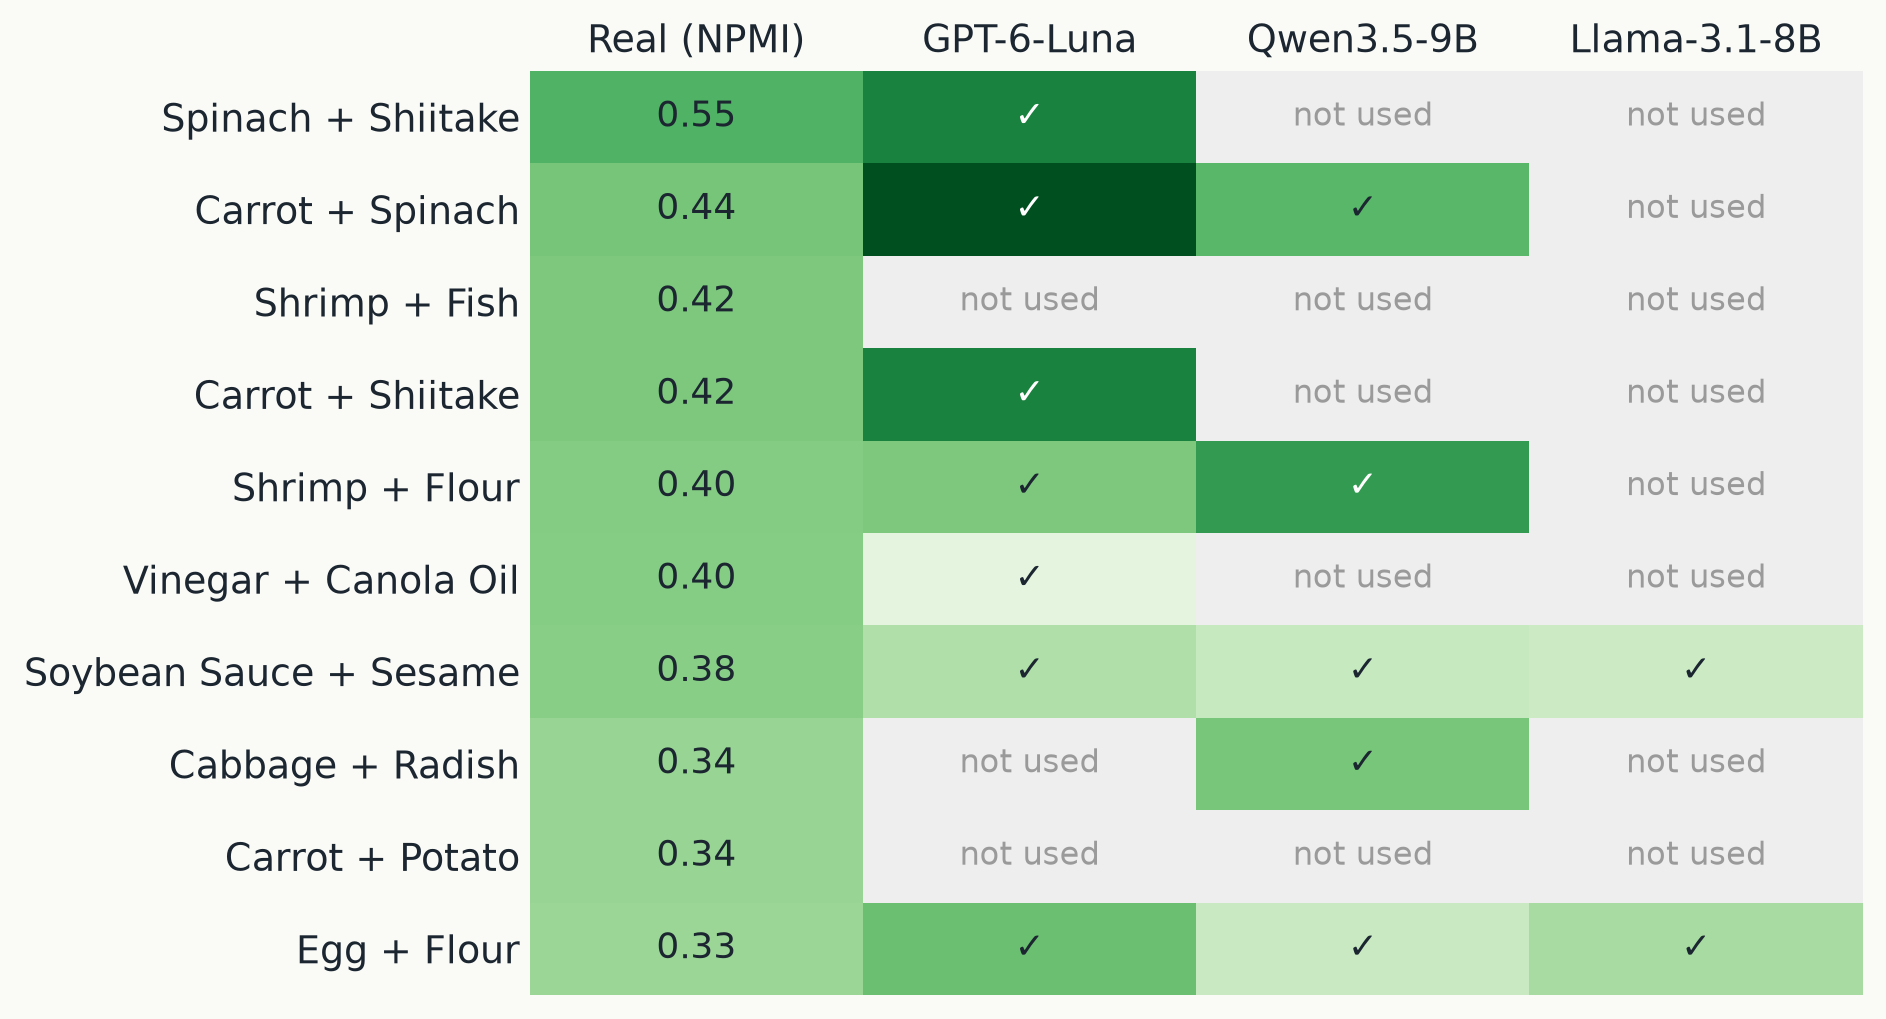 Real (NPMI) GPT-6-Luna Qwen3.5-9B Llama-3.1-8B
Spinach + Shiitake 0.55 ✓ not used not used
Carrot + Spinach 0.44 ✓ ✓ not used
Shrimp + Fish 0.42 not used not used not used
Carrot + Shiitake 0.42 ✓ not used not used
Shrimp + Flour 0.40 ✓ ✓ not used
Vinegar + Canola Oil 0.40 ✓ not used not used
Soybean Sauce + Sesame 0.38 ✓ ✓ ✓
Cabbage + Radish 0.34 not used ✓ not used
Carrot + Potato 0.34 not used not used not used
Egg + Flour 0.33 ✓ ✓ ✓